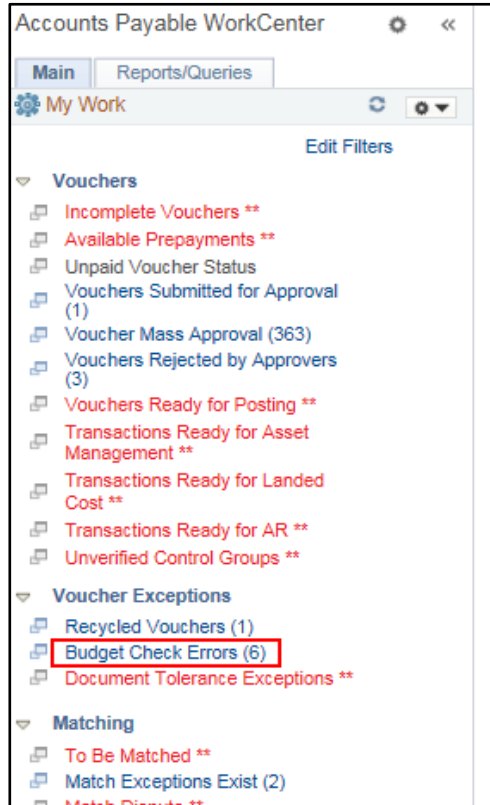 Accounts Payable WorkCenter
Main Reports/Queries
My Work
Edit Filters
Vouchers
Incomplete Vouchers **
Available Prepayments **
Unpaid Voucher Status
Vouchers Submitted for Approval
(1)
Voucher Mass Approval (363)
Vouchers Rejected by Approvers
(3)
Vouchers Ready for Posting **
Transactions Ready for Asset
Management **
Transactions Ready for Landed
Cost **
Transactions Ready for AR **
Unverified Control Groups **
Voucher Exceptions
Recycled Vouchers (1)
Budget Check Errors (6)
Document Tolerance Exceptions **
Matching
To Be Matched **
Match Exceptions Exist (2)
Match Dispute **